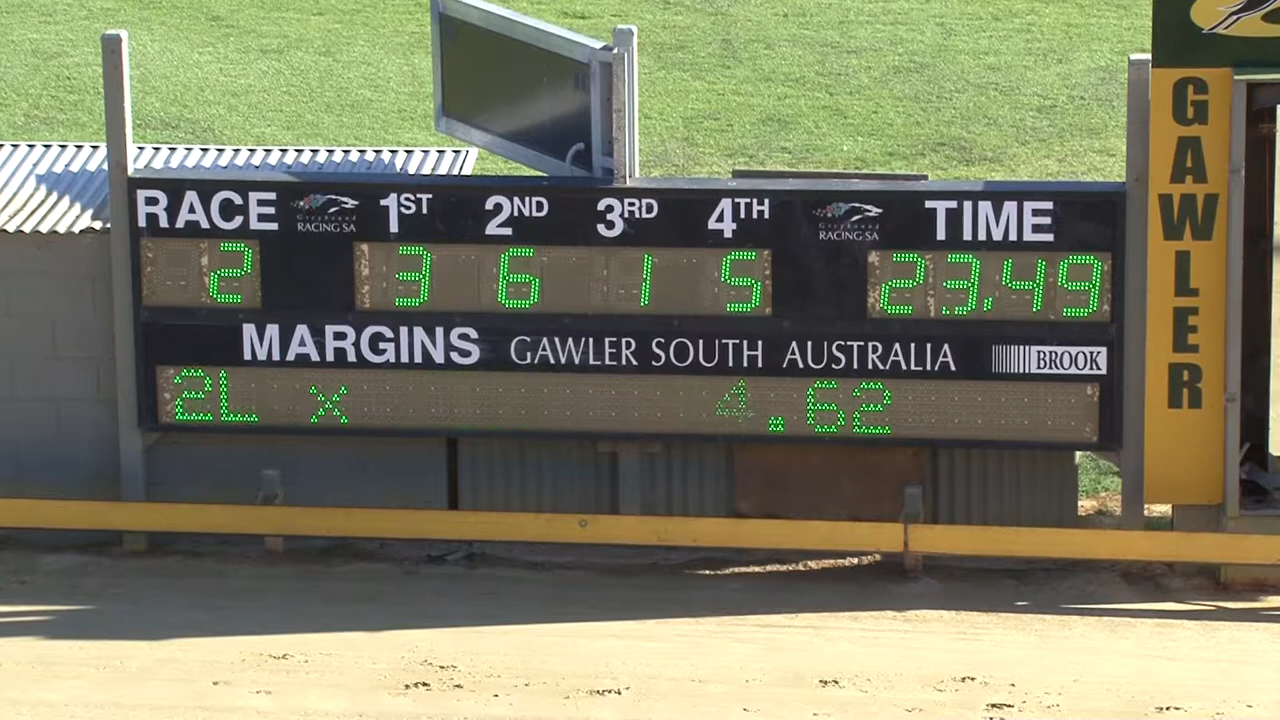 RACE Greyhound RACING SA 1ST 2ND 3RD 4TH Greyhound RACING SA TIME
2 3 6 1 5 23.49
MARGINS GAWLER SOUTH AUSTRALIA BROOK
2L X 4.62
GAWLER